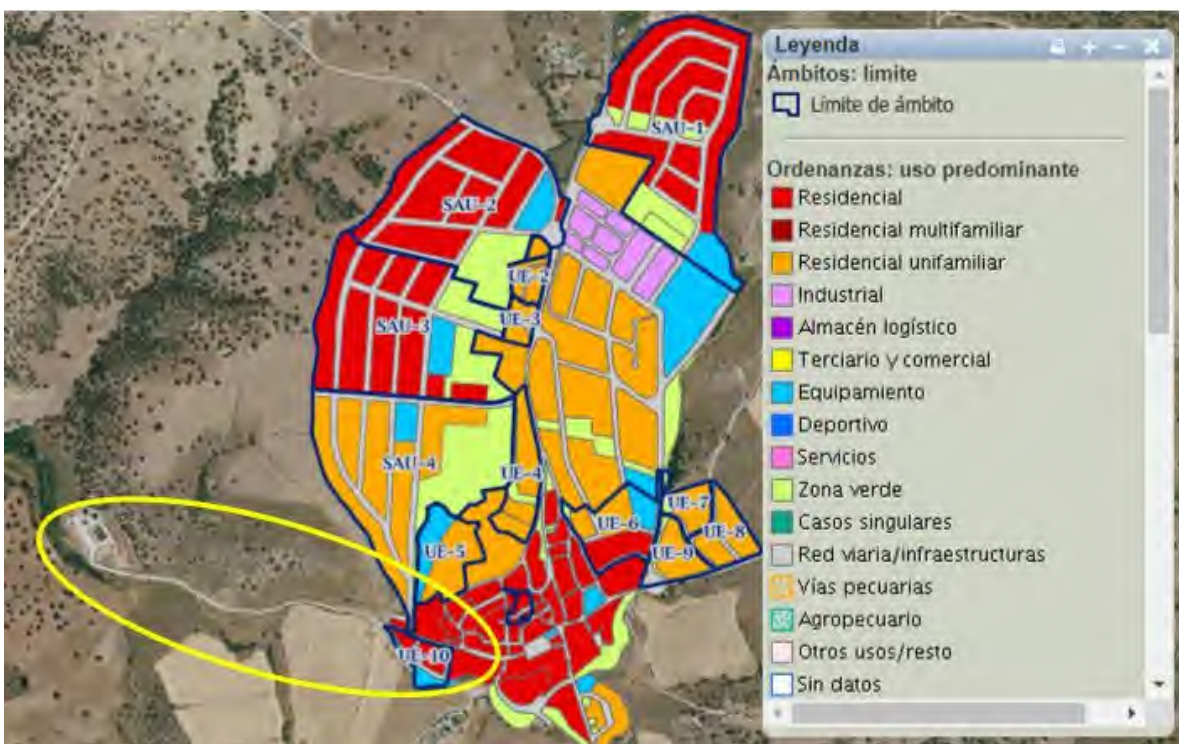 SAU-1
SAU-2
UE-2
UE-3
SAU-3
SAU-4
UE-4
UE-5
UE-6
UE-7
UE-8
UE-9
UE-10
Leyenda
Ámbitos: limite
Límite de ámbito
Ordenanzas: uso predominante
Residencial
Residencial multifamiliar
Residencial unifamiliar
Industrial
Almacén logístico
Terciario y comercial
Equipamiento
Deportivo
Servicios
Zona verde
Casos singulares
Red viaria/infraestructuras
Vías pecuarias
Agropecuario
Otros usos/resto
Sin datos